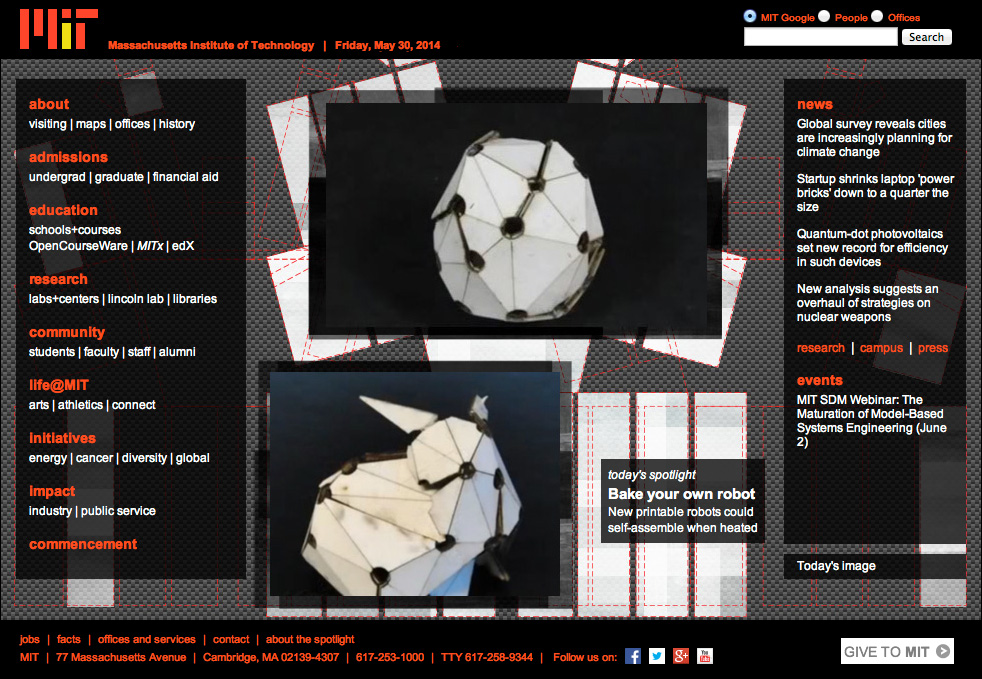 MIT
Massachusetts Institute of Technology | Friday, May 30, 2014
MIT Google People Offices
Search
about
visiting | maps | offices | history
admissions
undergrad | graduate | financial aid
education
schools+courses
OpenCourseWare | MITx | edX
research
labs+centers | lincoln lab | libraries
community
students | faculty | staff | alumni
life@MIT
arts | athletics | connect
initiatives
energy | cancer | diversity | global
impact
industry | public service
commencement
today's spotlight
Bake your own robot
New printable robots could
self-assemble when heated
news
Global survey reveals cities
are increasingly planning for
climate change
Startup shrinks laptop 'power
bricks' down to a quarter the
size
Quantum-dot photovoltaics
set new record for efficiency
in such devices
New analysis suggests an
overhaul of strategies on
nuclear weapons
research | campus | press
events
MIT SDM Webinar: The
Maturation of Model-Based
Systems Engineering (June
2)
Today's image
jobs | facts | offices and services | contact | about the spotlight
MIT | 77 Massachusetts Avenue | Cambridge, MA 02139-4307 | 617-253-1000 | TTY 617-258-9344 | Follow us on: f g+ You Tube
GIVE TO MIT